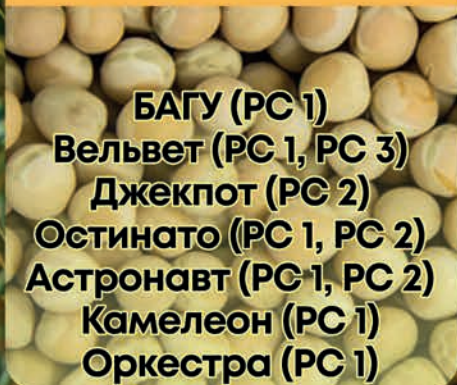 БАГУ (РС 1)
Вельвет (РС 1, РС 3)
Джекпот (РС 2)
Остинато (РС 1, РС 2)
Астронавт (РС 1, РС 2)
Камелеон (РС 1)
Оркестра (РС 1)